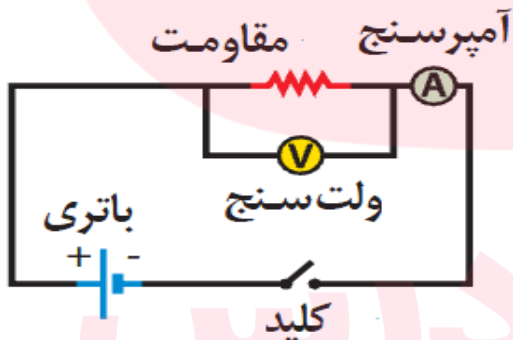 آمپرسنج
مقاومت
A
V
ولت‌سنج
باتری
+ -
کلید